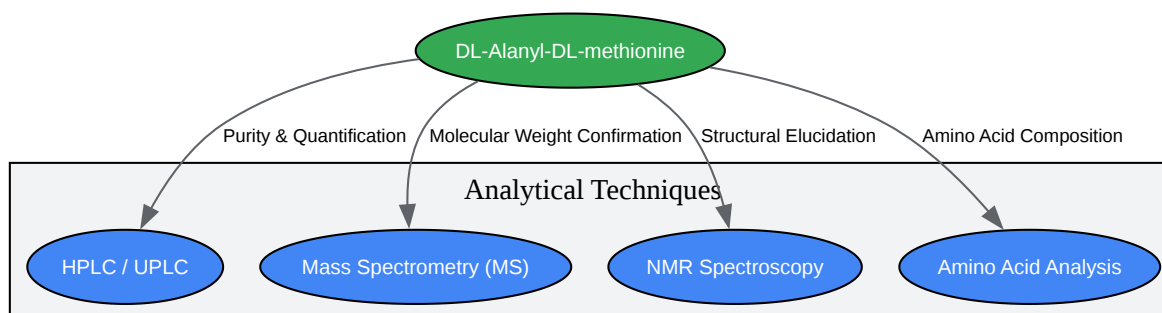 DL-Alanyl-DL-methionine
Purity & Quantification
Molecular Weight Confirmation
Structural Elucidation
Amino Acid Composition
Analytical Techniques
HPLC / UPLC
Mass Spectrometry (MS)
NMR Spectroscopy
Amino Acid Analysis